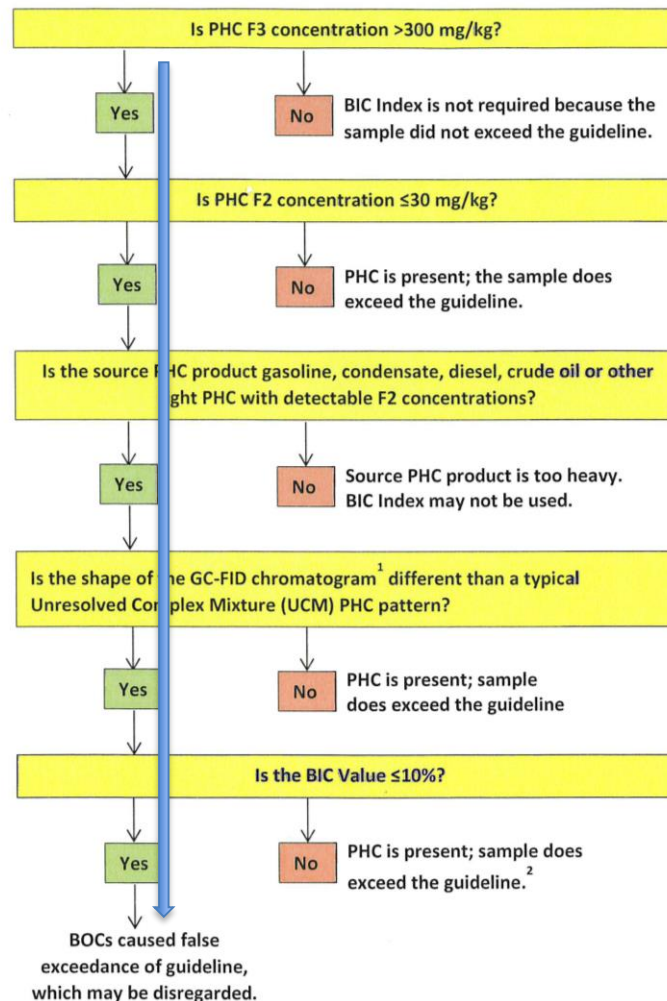 Is PHC F3 concentration >300 mg/kg?
Yes
No
BIC Index is not required because the
sample did not exceed the guideline.
Is PHC F2 concentration ≤30 mg/kg?
Yes
No
PHC is present; the sample does
exceed the guideline.
Is the source PHC product gasoline, condensate, diesel, crude oil or other
ght PHC with detectable F2 concentrations?
Yes
No
Source PHC product is too heavy.
BIC Index may not be used.
Is the shape of the GC-FID chromatogram¹ different than a typical
Unresolved Complex Mixture (UCM) PHC pattern?
Yes
No
PHC is present; sample
does exceed the guideline
Is the BIC Value ≤10%?
Yes
No
PHC is present; sample does
exceed the guideline.²
BOCs caused false
exceedance of guideline,
which may be disregarded.